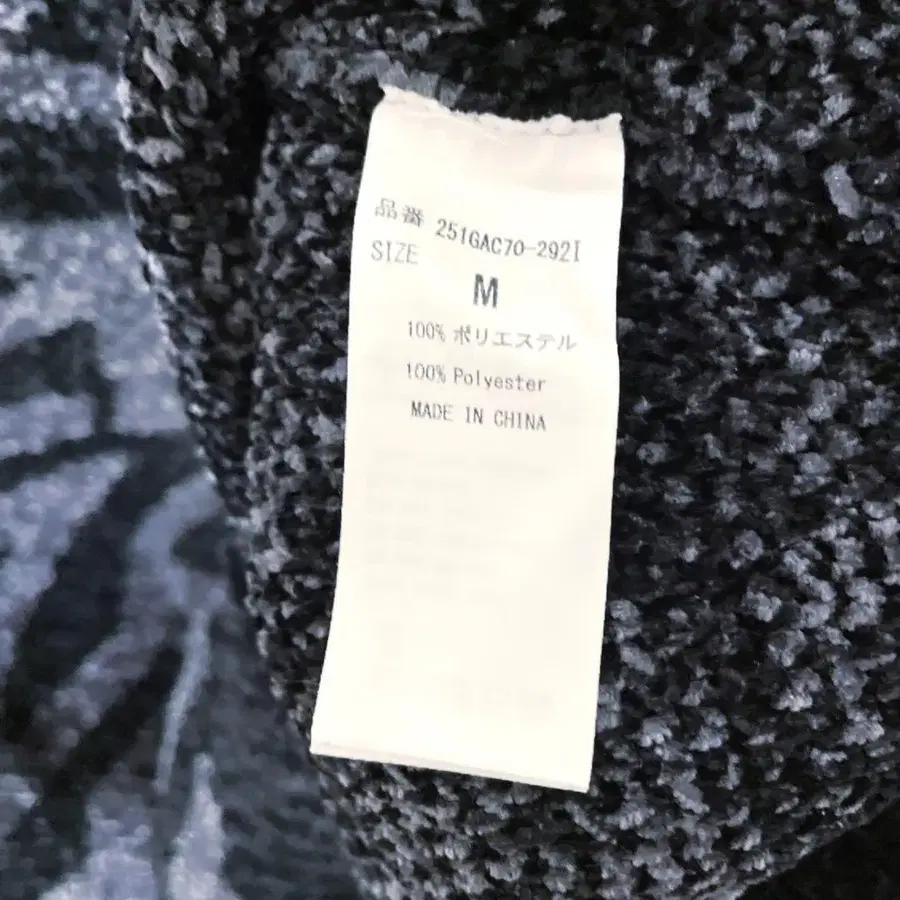 品番 251GAC70-292I
SIZE
M
100% ポリエステル
100% Polyester
MADE IN CHINA